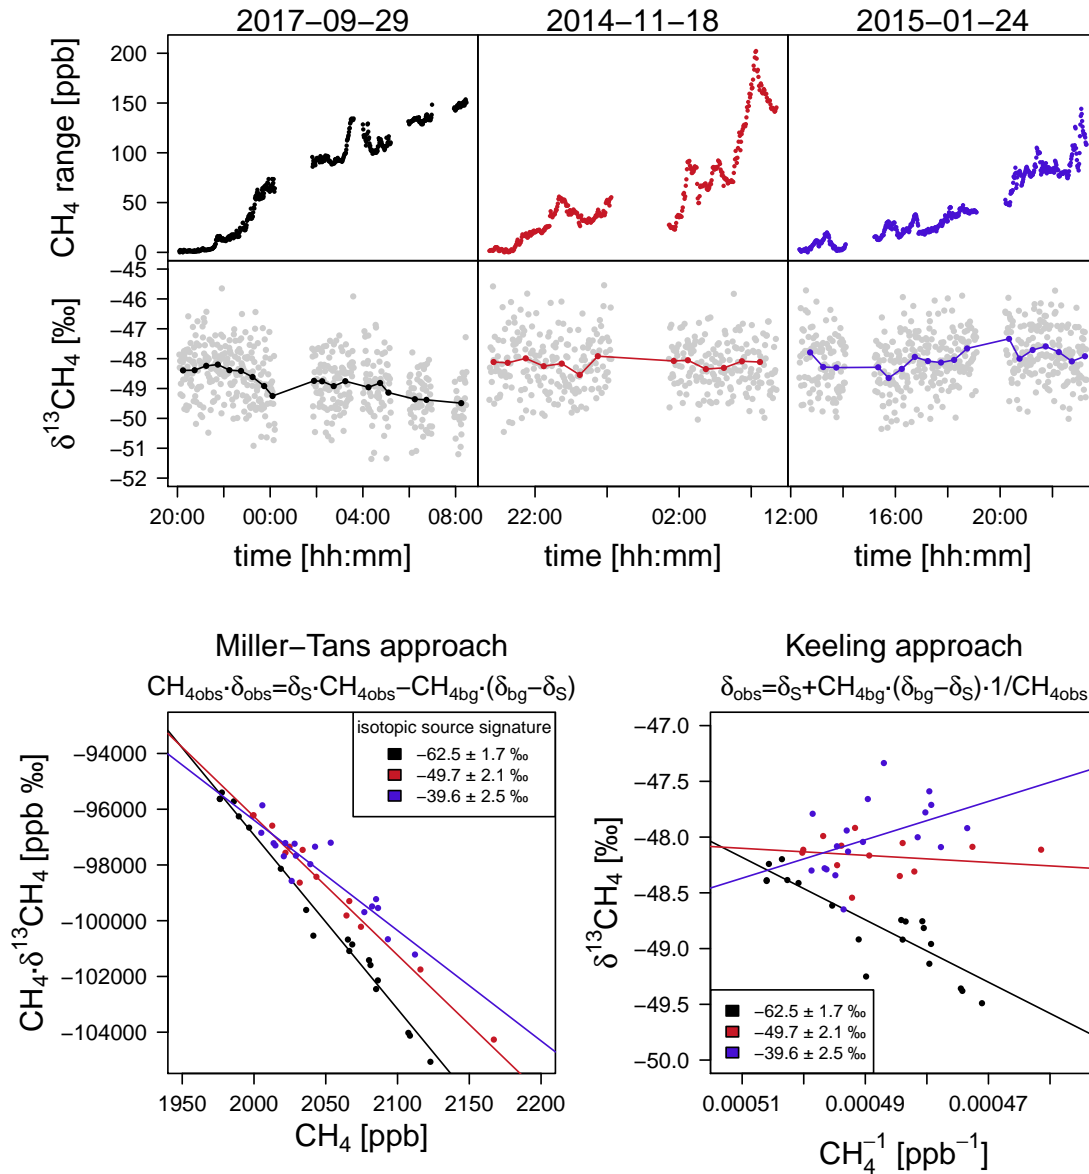 2017−09−29 2014−11−18 2015−01−24
CH₄ range [ppb]
200
150
100
50
0
δ¹³CH₄ [‰]
−45
−46
−47
−48
−49
−50
−51
−52
20:00 00:00 04:00 08:00 22:00 02:00 12:00 16:00 20:00
time [hh:mm] time [hh:mm] time [hh:mm]
Miller−Tans approach
CH₄obs·δobs=δS·CH₄obs−CH₄bg·(δbg−δS)
isotopic source signature
−62.5 ± 1.7 ‰
−49.7 ± 2.1 ‰
−39.6 ± 2.5 ‰
CH₄·δ¹³CH₄ [ppb ‰]
−94000
−96000
−98000
−100000
−102000
−104000
1950 2000 2050 2100 2150 2200
CH₄ [ppb]
Keeling approach
δobs=δS+CH₄bg·(δbg−δS)·1/CH₄obs
δ¹³CH₄ [‰]
−47.0
−47.5
−48.0
−48.5
−49.0
−49.5
−50.0
−62.5 ± 1.7 ‰
−49.7 ± 2.1 ‰
−39.6 ± 2.5 ‰
0.00051 0.00049 0.00047
CH₄⁻¹ [ppb⁻¹]